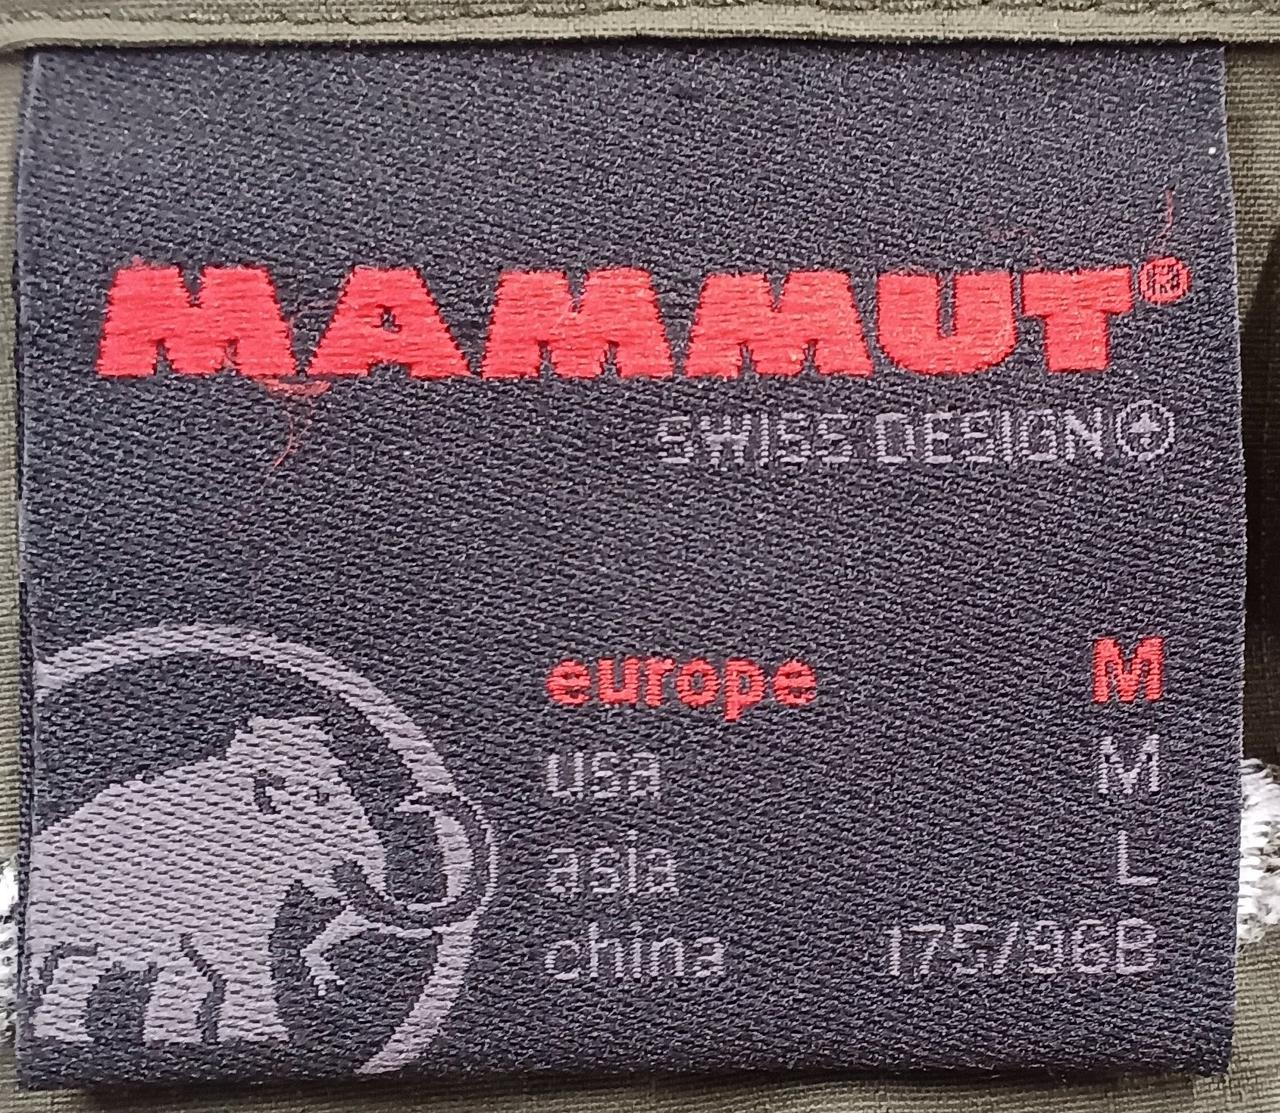 MAMMUT®
SWISS DESIGN
europe M
usa M
asia L
china 175/96B